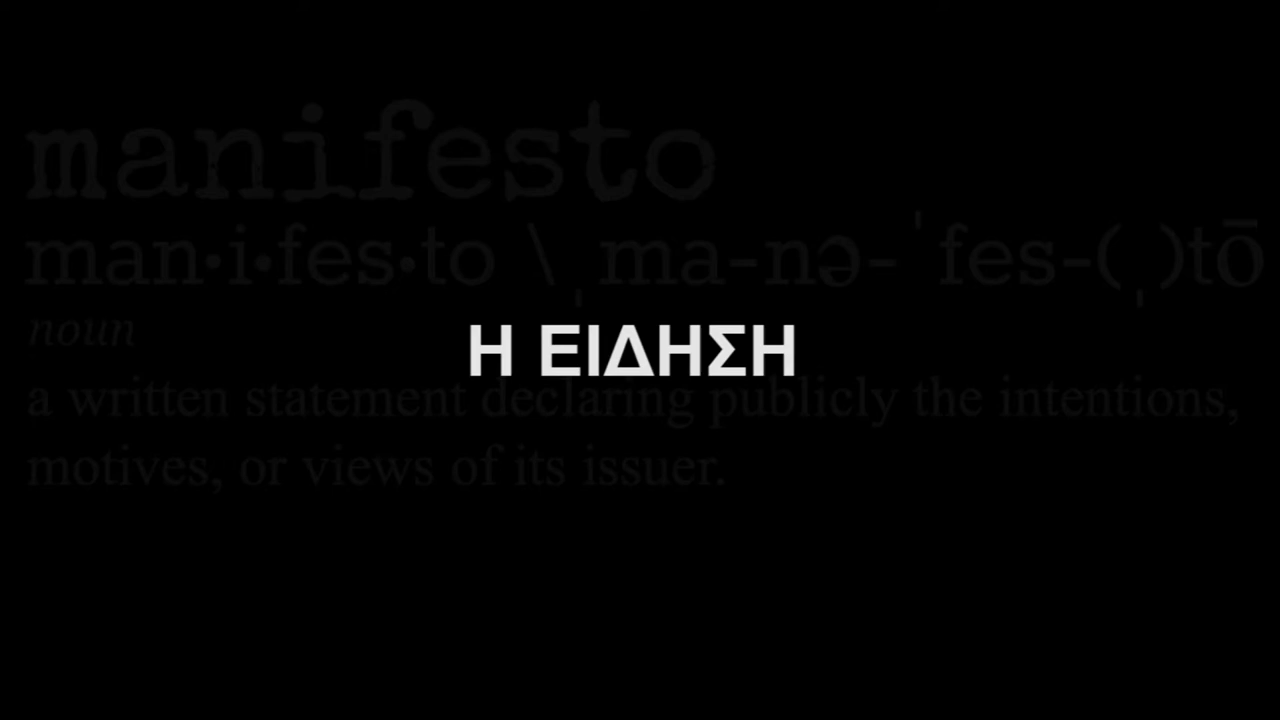 manifesto
man·i·fes·to \ ˌma-nə-ˈfes-(ˌ)tō
noun
Η ΕΙΔΗΣΗ
a written statement declaring publicly the intentions,
motives, or views of its issuer.